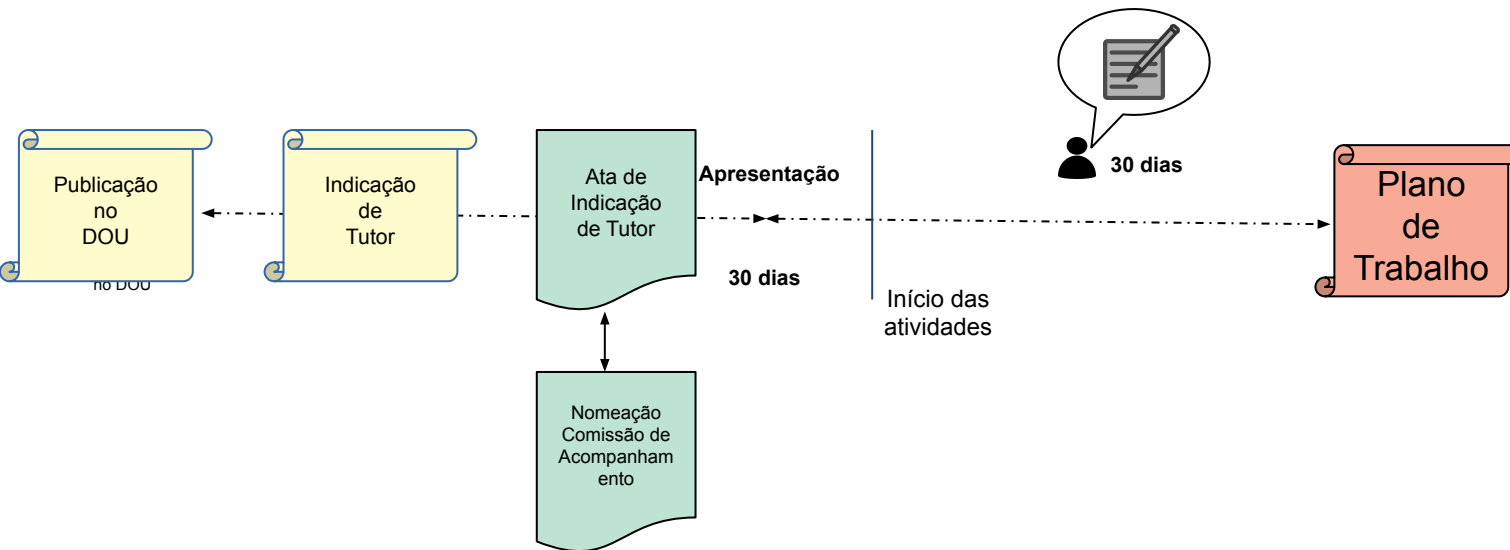 Publicação
no
DOU
no DOU
Indicação
de
Tutor
Ata de
Indicação
de Tutor
Apresentação
30 dias
Início das
atividades
30 dias
Plano
de
Trabalho
Nomeação
Comissão de
Acompanham
ento